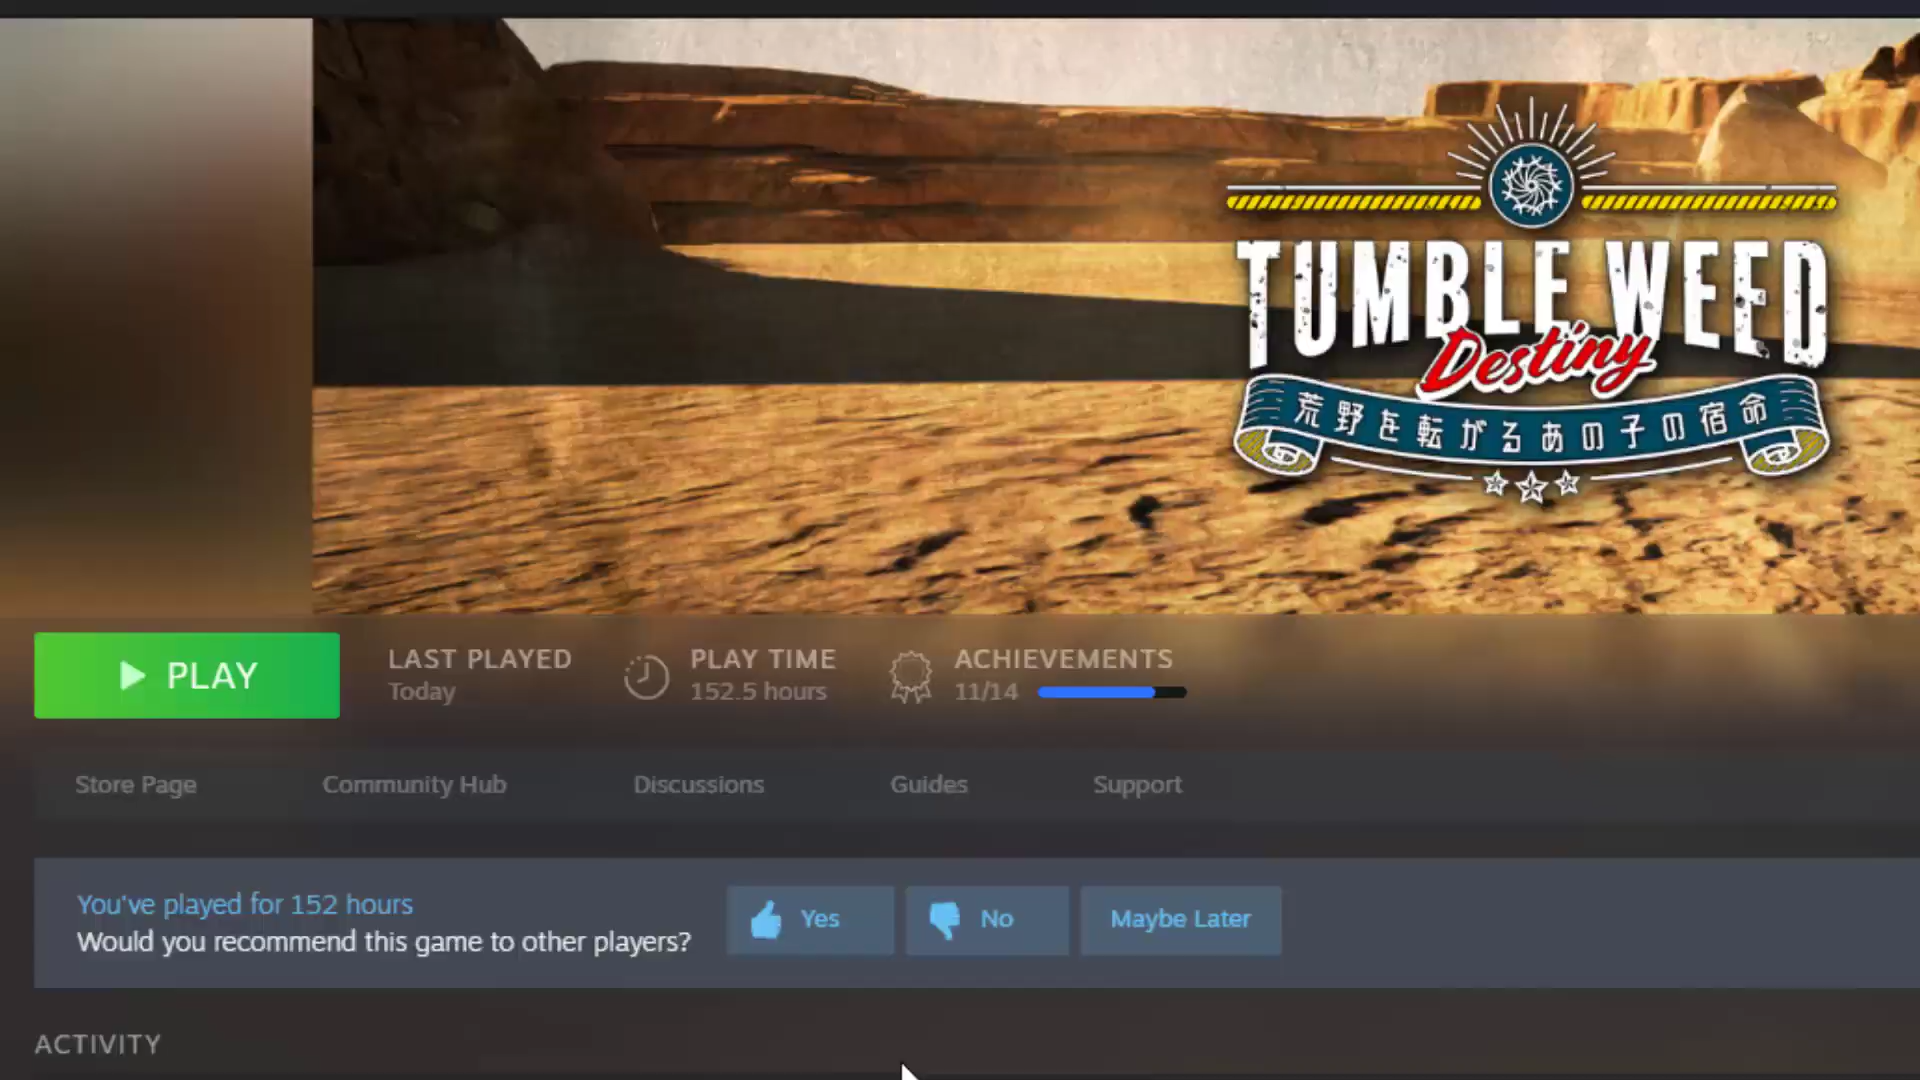 TUMBLE WEED
Destiny
荒野を転がるあの子の宿命
PLAY
LAST PLAYED
Today
PLAY TIME
152.5 hours
ACHIEVEMENTS
11/14
Store Page
Community Hub
Discussions
Guides
Support
You've played for 152 hours
Would you recommend this game to other players?
Yes
No
Maybe Later
ACTIVITY